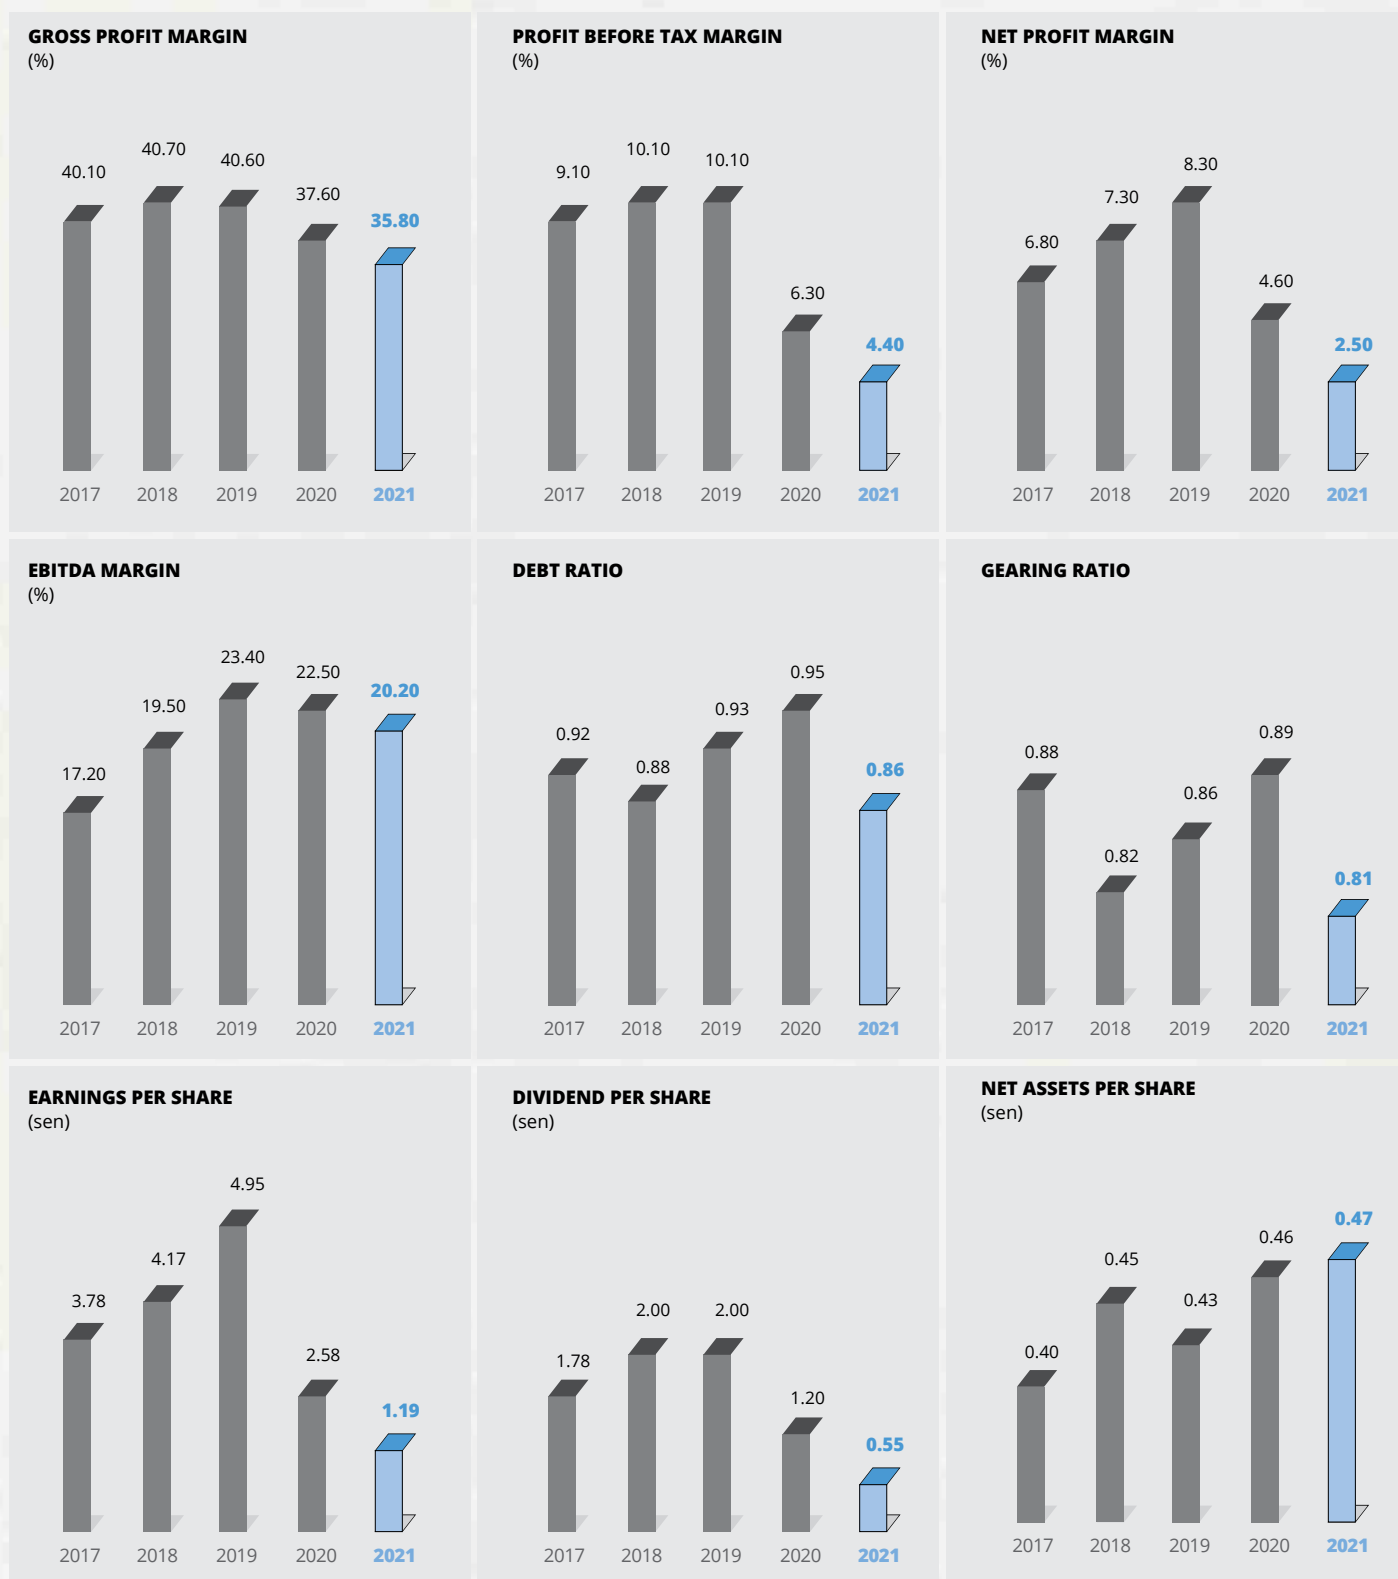 GROSS PROFIT MARGIN
(%)
40.10
40.70
40.60
37.60
35.80
2017 2018 2019 2020 2021
PROFIT BEFORE TAX MARGIN
(%)
9.10
10.10
10.10
6.30
4.40
2017 2018 2019 2020 2021
NET PROFIT MARGIN
(%)
6.80
7.30
8.30
4.60
2.50
2017 2018 2019 2020 2021
EBITDA MARGIN
(%)
17.20
19.50
23.40
22.50
20.20
2017 2018 2019 2020 2021
DEBT RATIO
0.92
0.88
0.93
0.95
0.86
2017 2018 2019 2020 2021
GEARING RATIO
0.88
0.82
0.86
0.89
0.81
2017 2018 2019 2020 2021
EARNINGS PER SHARE
(sen)
3.78
4.17
4.95
2.58
1.19
2017 2018 2019 2020 2021
DIVIDEND PER SHARE
(sen)
1.78
2.00
2.00
1.20
0.55
2017 2018 2019 2020 2021
NET ASSETS PER SHARE
(sen)
0.40
0.45
0.43
0.46
0.47
2017 2018 2019 2020 2021